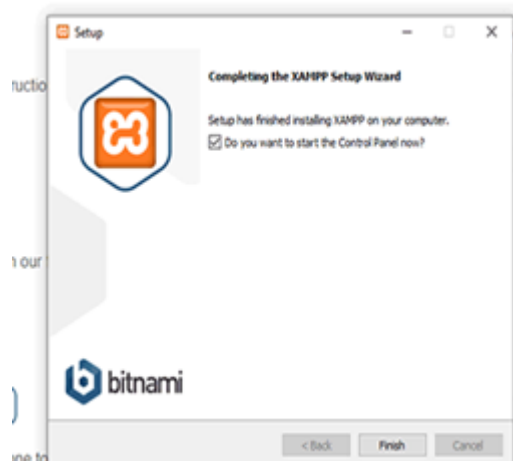 Setup
Completing the XAMPP Setup Wizard
Setup has finished installing XAMPP on your computer.
Do you want to start the Control Panel now?
bitnami
< Back
Finish
Cancel